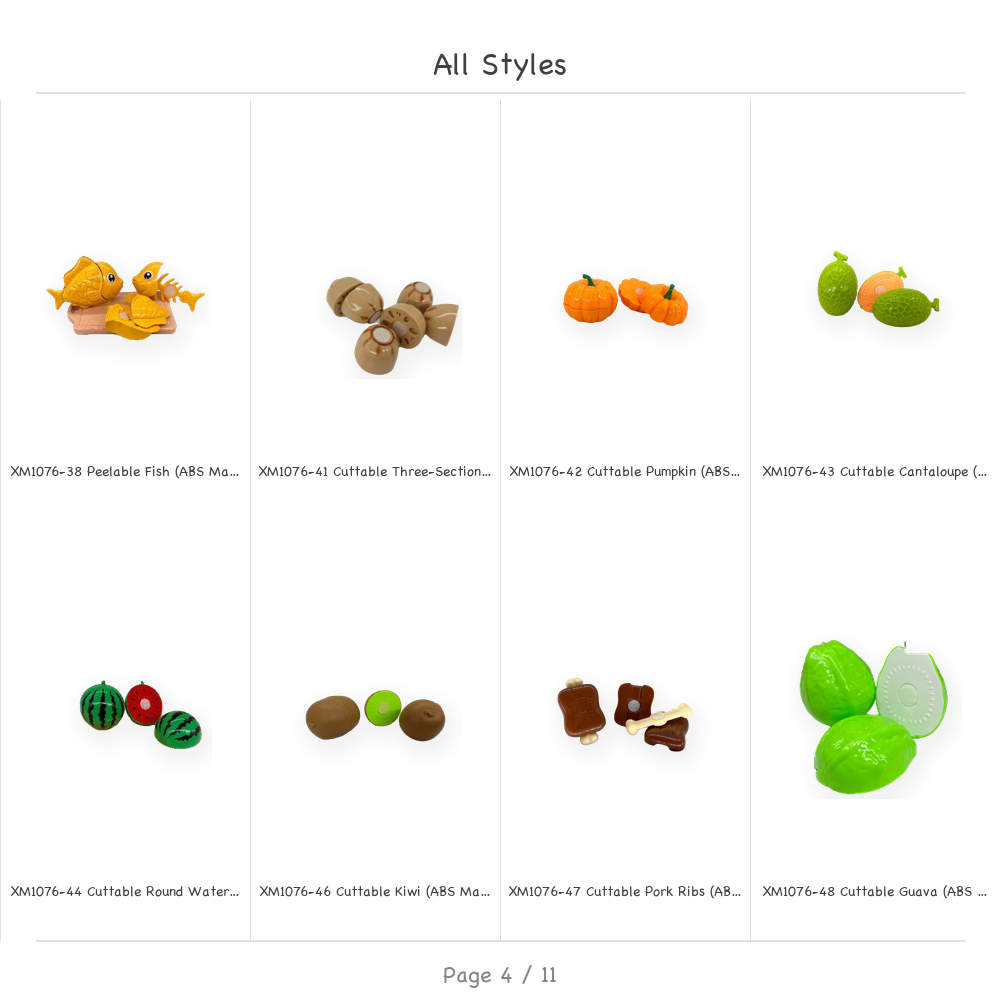 All Styles
XM1076-38 Peelable Fish (ABS Ma...
XM1076-41 Cuttable Three-Section...
XM1076-42 Cuttable Pumpkin (ABS...
XM1076-43 Cuttable Cantaloupe (...
XM1076-44 Cuttable Round Water...
XM1076-46 Cuttable Kiwi (ABS Ma...
XM1076-47 Cuttable Pork Ribs (AB...
XM1076-48 Cuttable Guava (ABS ...
Page 4 / 11